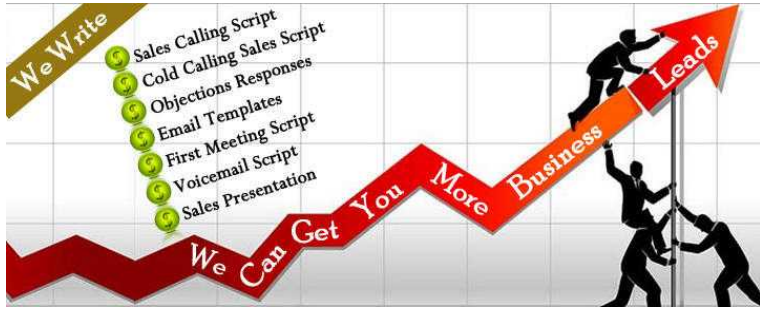 We Write
Sales Calling Script
Cold Calling Sales Script
Objections Responses
Email Templates
First Meeting Script
Voicemail Script
Sales Presentation
We Can Get You More Business Leads